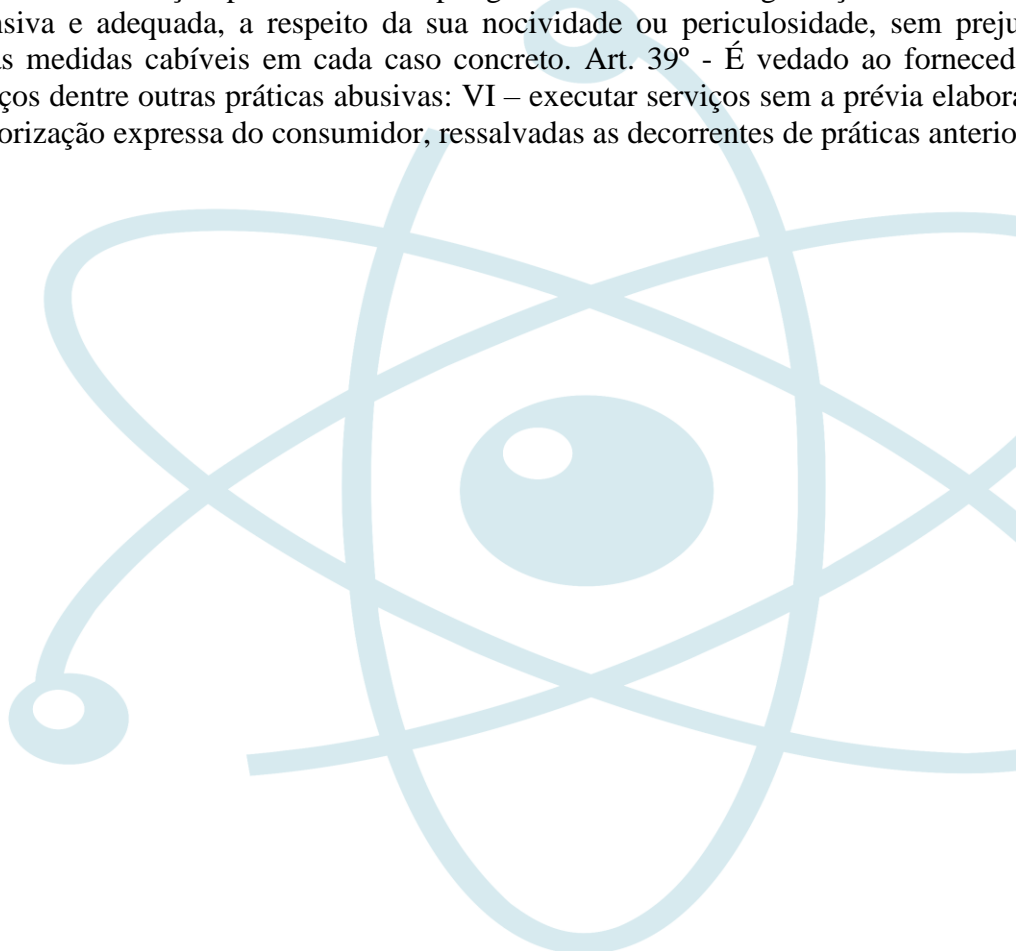 nsiva e adequada, a respeito da sua nocividade ou periculosidade, sem preju
s medidas cabíveis em cada caso concreto. Art. 39º - É vedado ao forneced
ços dentre outras práticas abusivas: VI – executar serviços sem a prévia elabora
orização expressa do consumidor, ressalvadas as decorrentes de práticas anterio